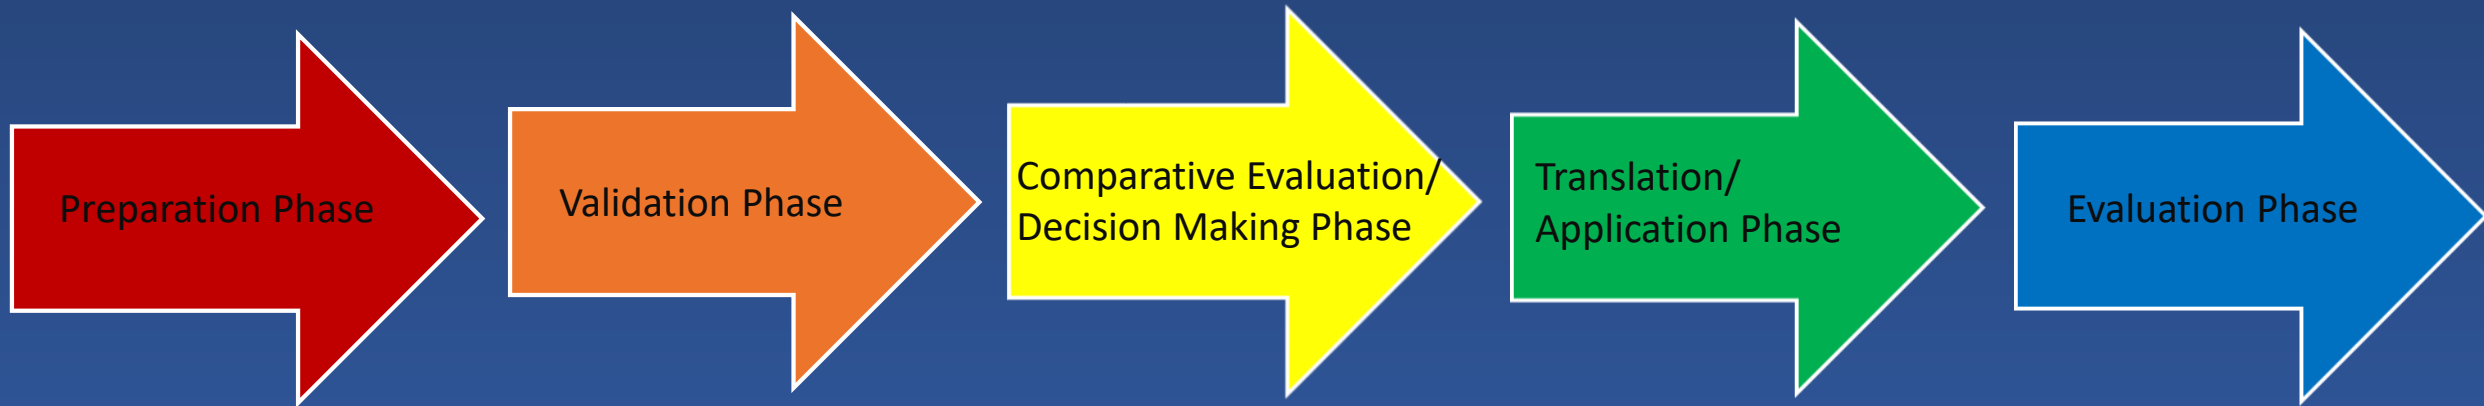 Preparation Phase
Validation Phase
Comparative Evaluation/
Decision Making Phase
Translation/
Application Phase
Evaluation Phase